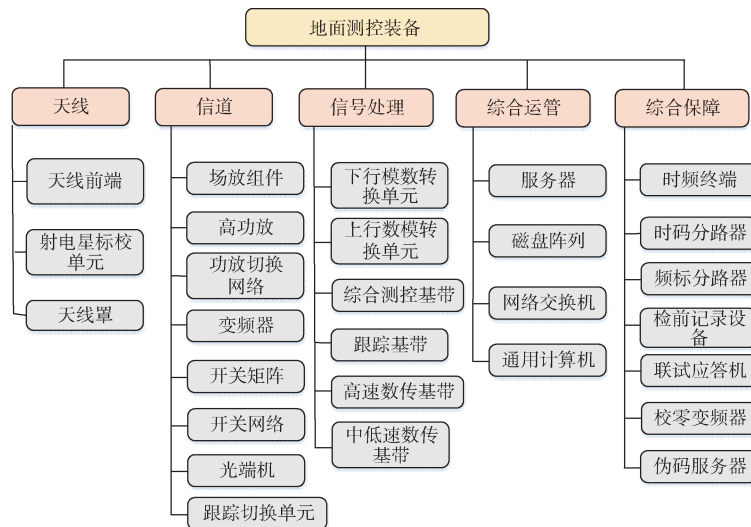 地面测控装备
天线
信道
信号处理
综合运管
综合保障
天线前端
射电星标校
单元
天线罩
场放组件
高功放
功放切换
网络
变频器
开关矩阵
开关网络
光端机
跟踪切换单元
下行模数转
换单元
上行数模转
换单元
综合测控基带
跟踪基带
高速数传基带
中低速数传
基带
服务器
磁盘阵列
网络交换机
通用计算机
时频终端
时码分路器
频标分路器
检前记录设
备
联试应答机
校零变频器
伪码服务器